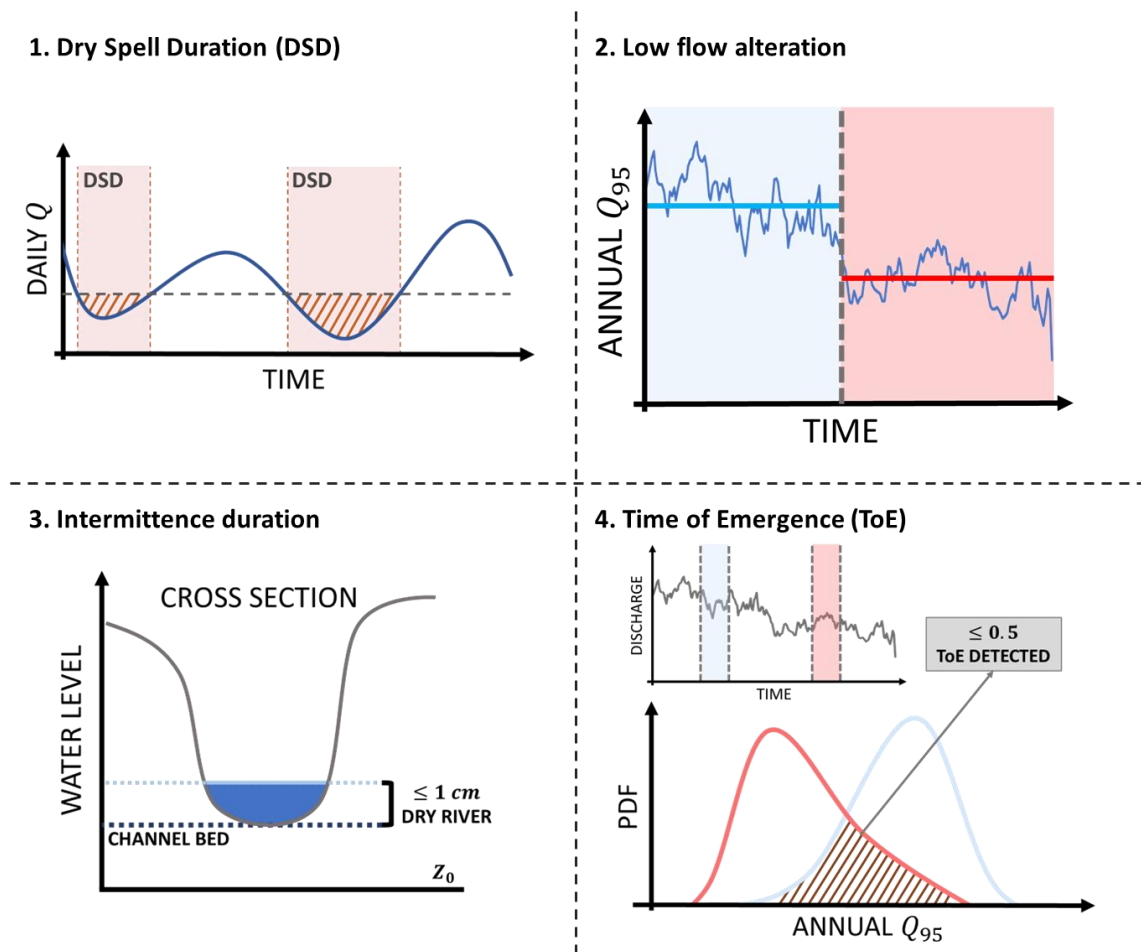 1. Dry Spell Duration (DSD)
DSD
DSD
DAILY Q
TIME
2. Low flow alteration
ANNUAL Q₉₅
TIME
3. Intermittence duration
CROSS SECTION
WATER LEVEL
≤ 1 cm
DRY RIVER
CHANNEL BED
Z₀
4. Time of Emergence (ToE)
DISCHARGE
TIME
≤ 0.5
ToE DETECTED
PDF
ANNUAL Q₉₅